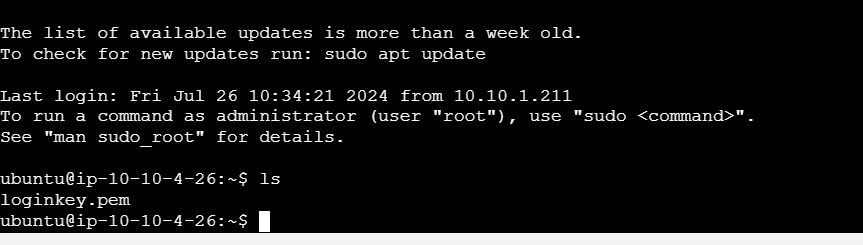 The list of available updates is more than a week old.
To check for new updates run: sudo apt update
Last login: Fri Jul 26 10:34:21 2024 from 10.10.1.211
To run a command as administrator (user "root"), use "sudo <command>".
See "man sudo_root" for details.
ubuntu@ip-10-10-4-26:~$ ls
loginkey.pem
ubuntu@ip-10-10-4-26:~$